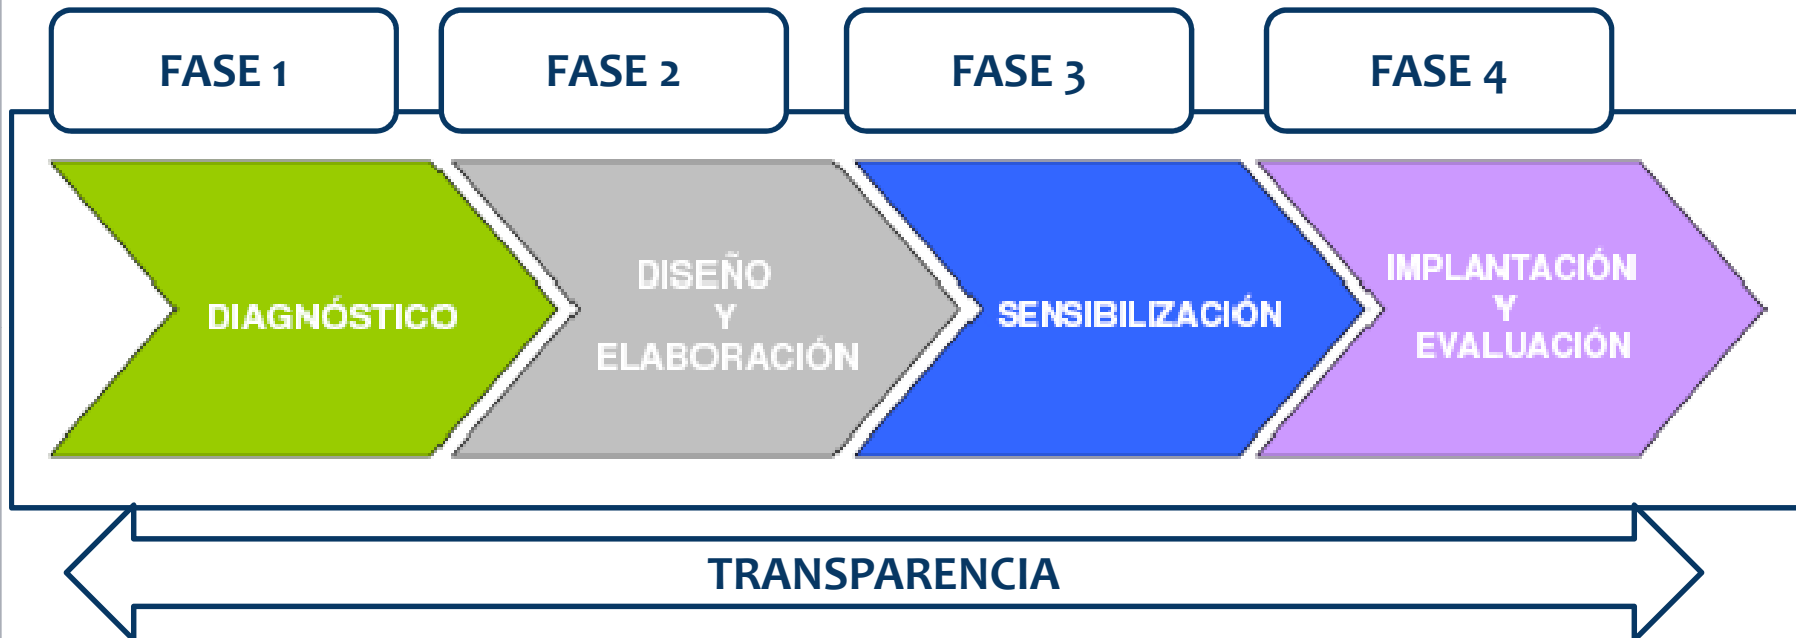 FASE 1
FASE 2
FASE 3
FASE 4
DIAGNÓSTICO
DISEÑO
Y
ELABORACIÓN
SENSIBILIZACIÓN
IMPLANTACIÓN
Y
EVALUACIÓN
TRANSPARENCIA